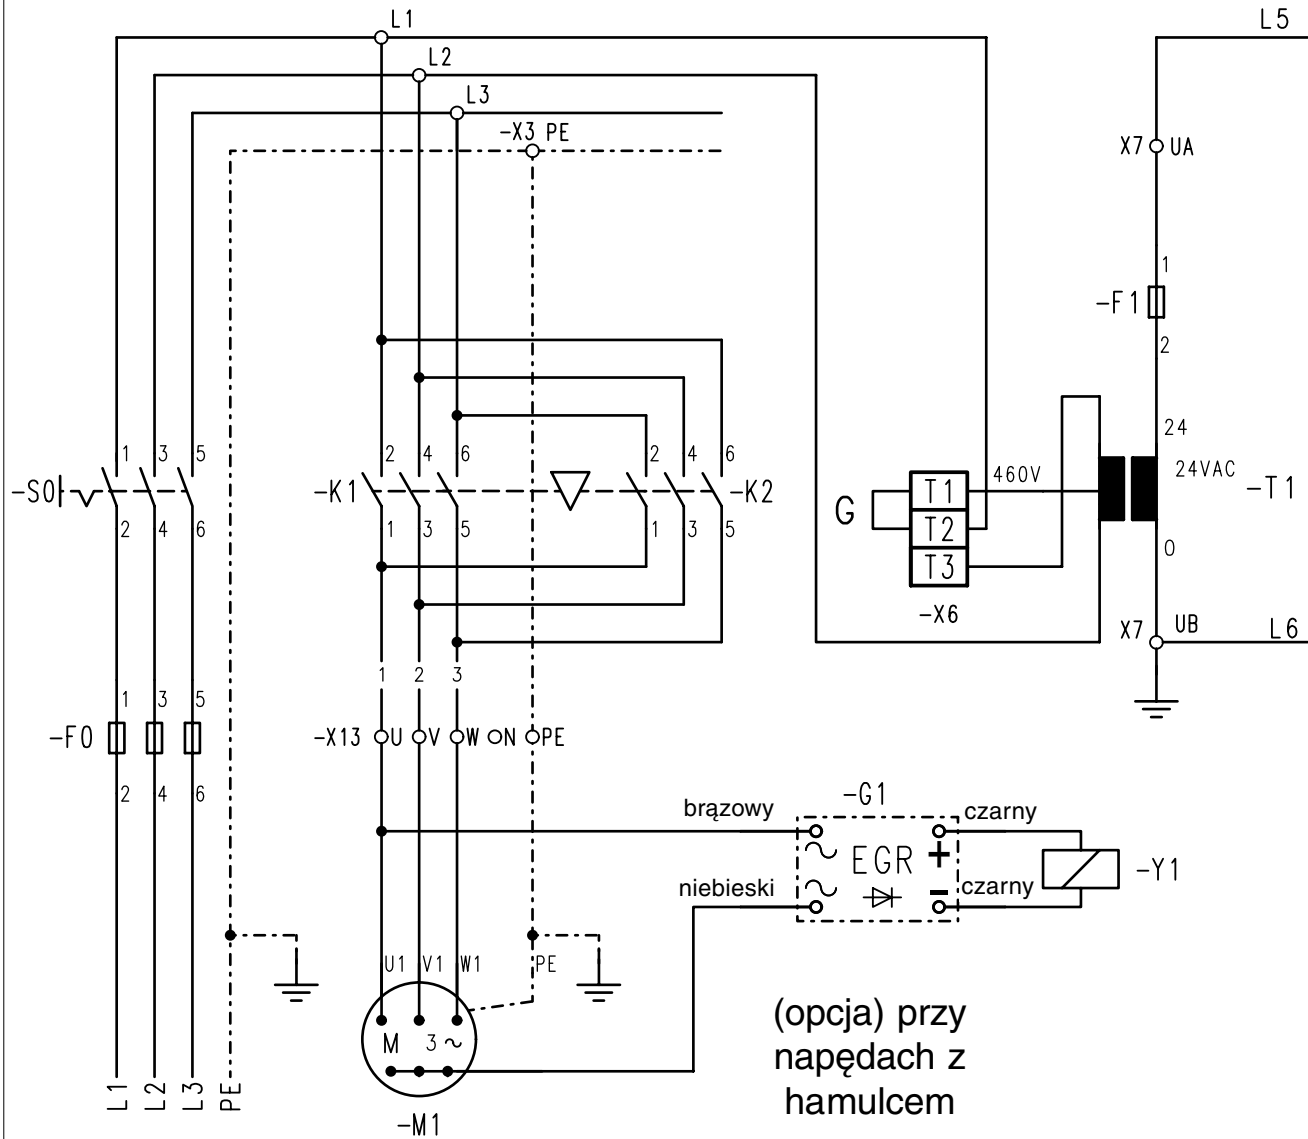 L1
L5
L2
L3
-X3 PE
X7 UA
1
-F1
2
24
1 3 5
2 4 6
2 4 6
460V
24VAC
-S0
-K1
-K2
G
T1
-T1
2 4 6
1 3 5
1 3 5
T2
0
T3
-X6
X7
UB
L6
1 2 3
1 3 5
-F0
-X13 U V W N PE
2 4 6
-G1
brązowy
czarny
EGR +
-Y1
niebieski
-
czarny
U1 V1 W1 PE
(opcja) przy
napędach z
hamulcem
M 3 ~
L1 L2 L3 PE
-M1